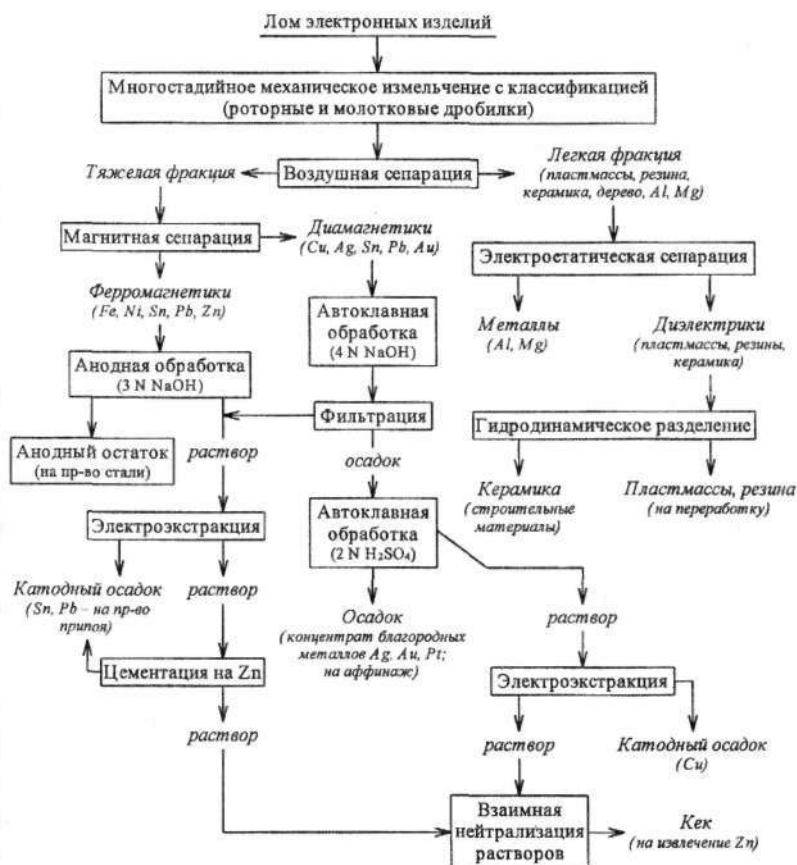 Лом электронных изделий
Многостадийное механическое измельчение с классификацией
(роторные и молотковые дробилки)
Воздушная сепарация
Тяжелая фракция
Легкая фракция
(пластмассы, резина,
керамика, дерево, Al, Mg)
Магнитная сепарация
Диамагнетики
(Cu, Ag, Sn, Pb, Au)
Электростатическая сепарация
Ферромагнетики
(Fe, Ni, Sn, Pb, Zn)
Автоклавная
обработка
(4 N NaOH)
Металлы
(Al, Mg)
Диэлектрики
(пластмассы, резины,
керамика)
Анодная обработка
(3 N NaOH)
Фильтрация
Гидродинамическое разделение
Анодный остаток
(на пр-во стали)
раствор
осадок
Керамика
(строительные
материалы)
Пластмассы, резина
(на переработку)
Электроэкстракция
Автоклавная
обработка
(2 N H₂SO₄)
Катодный осадок
(Sn, Pb – на пр-во
припоя)
раствор
Осадок
(концентрат благородных
металлов Ag, Au, Pt;
на аффинаж)
раствор
Цементация на Zn
Электроэкстракция
раствор
раствор
Катодный осадок
(Cu)
Взаимная
нейтрализация
растворов
Кек
(на извлечение Zn)